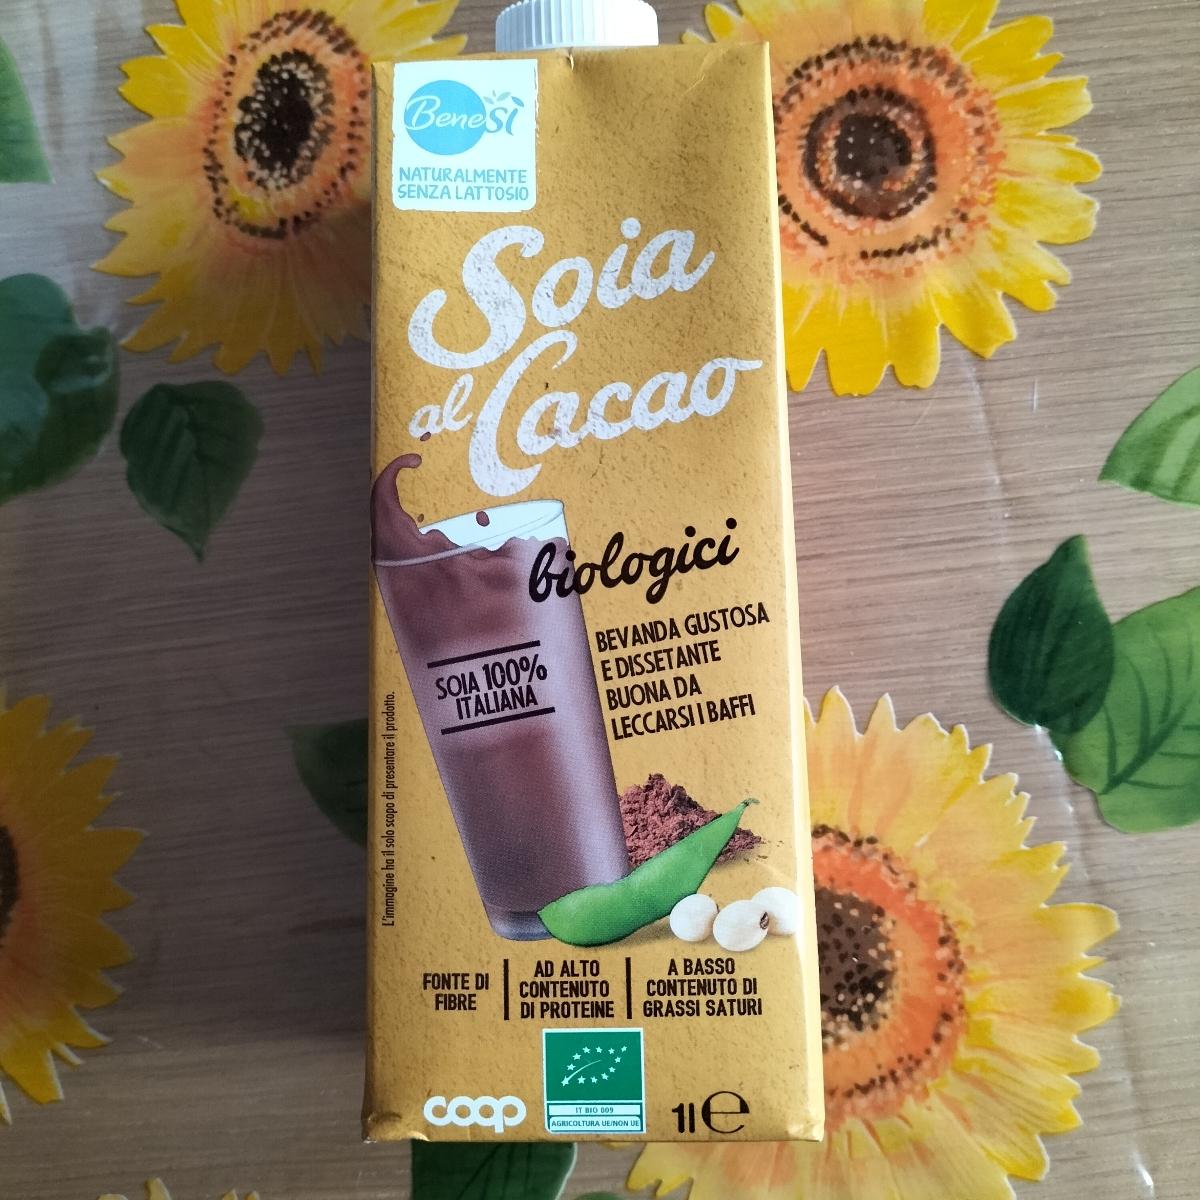 BeneSì
NATURALMENTE
SENZA LATTOSIO
Soia
al Cacao
biologici
BEVANDA GUSTOSA
E DISSETANTE
BUONA DA
LECCARSI I BAFFI
SOIA 100%
ITALIANA
L'immagine ha il solo scopo di presentare il prodotto.
FONTE DI
FIBRE
AD ALTO
CONTENUTO
DI PROTEINE
A BASSO
CONTENUTO DI
GRASSI SATURI
coop
IT BIO 009
AGRICOLTURA UE/NON UE
1l e